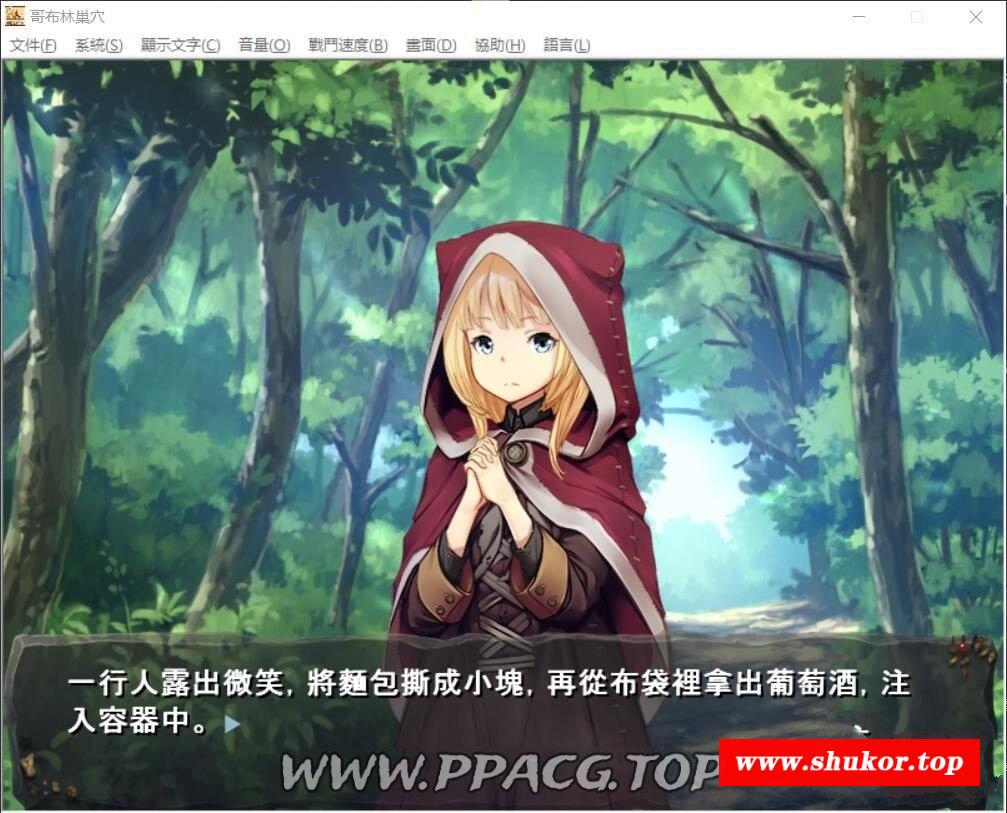 哥布林巢穴
文件(F) 系統(S) 顯示文字(C) 音量(O) 戰鬥速度(B) 畫面(D) 協助(H) 語言(L)
一行人露出微笑, 將麵包撕成小塊, 再從布袋裡拿出葡萄酒, 注
入容器中。
WWW.PPACG.TOP
www.shukor.top